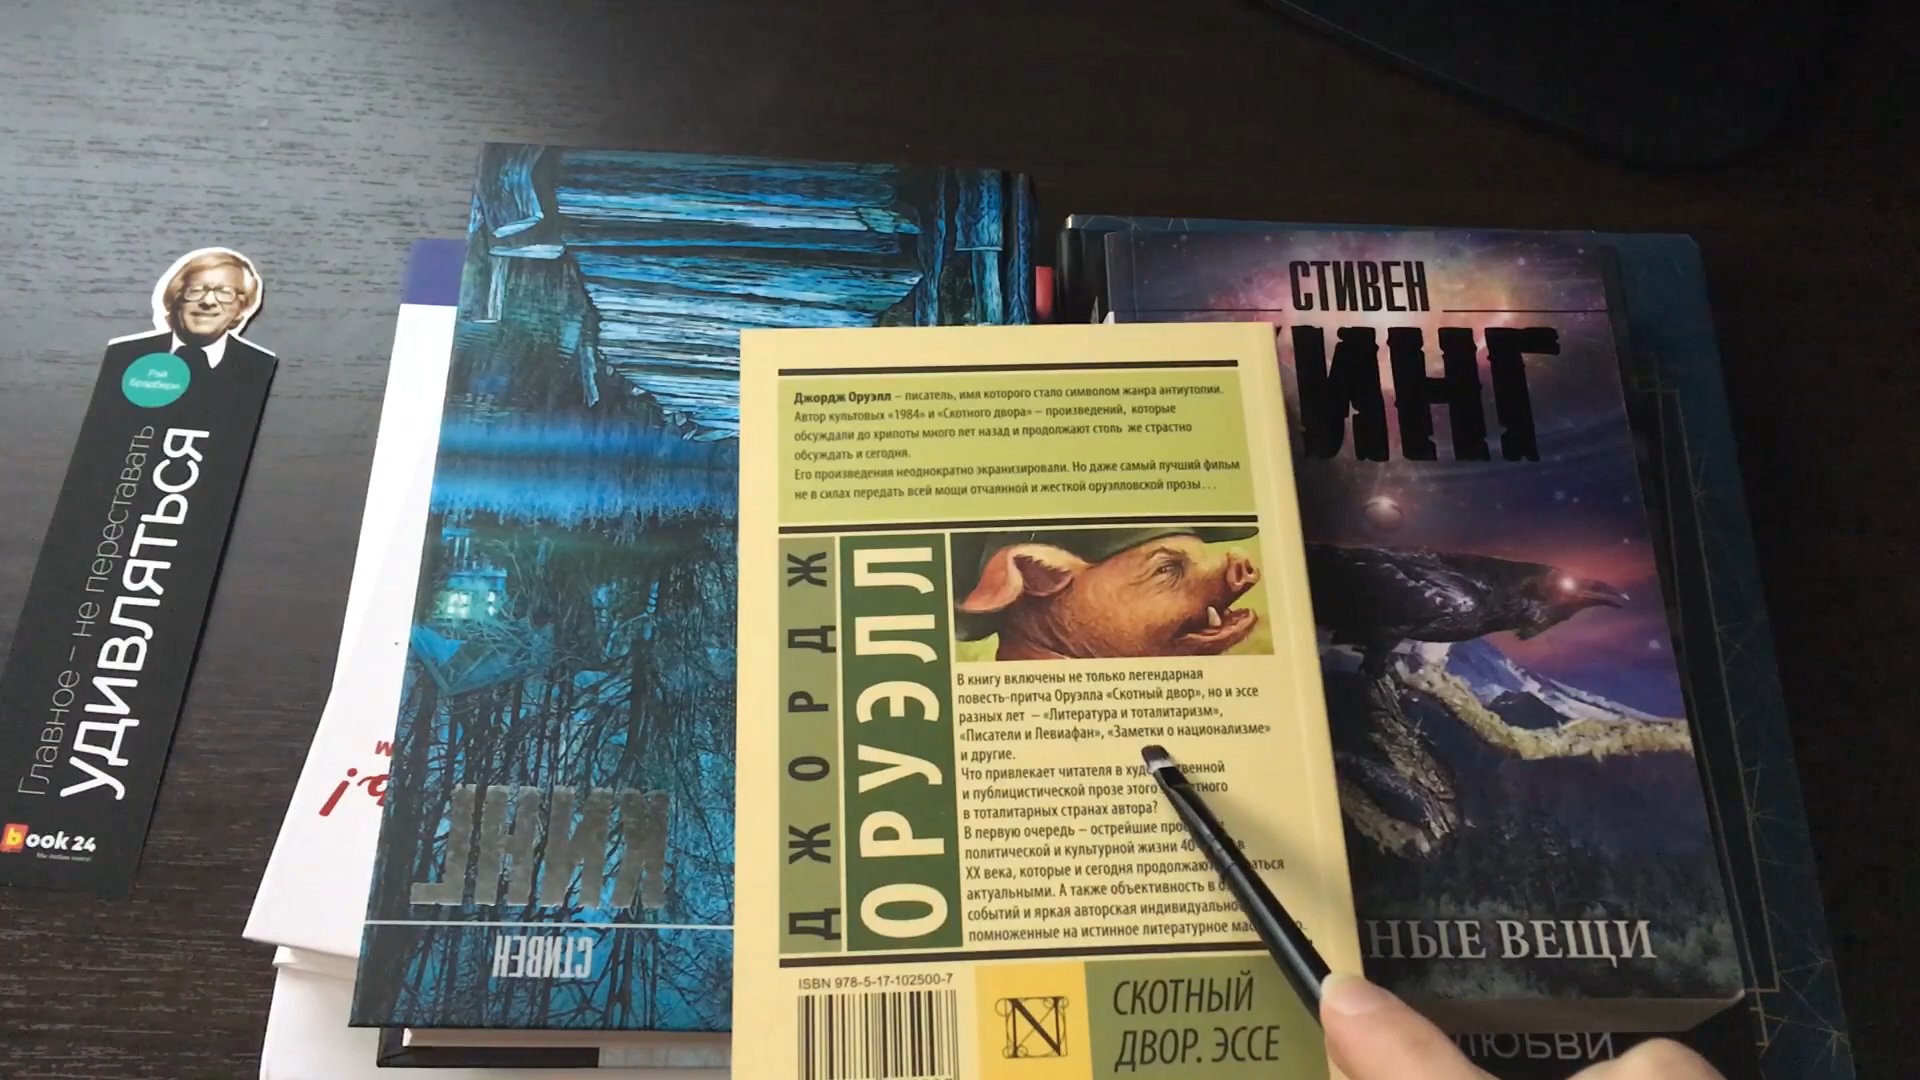 Рэй
Брэдбери
Главное – не переставать
УДИВЛЯТЬСЯ
book 24
Мы любим книги!
КИНГ
СТИВЕН
Джордж Оруэлл – писатель, имя которого стало символом жанра антиутопии.
Автор культовых «1984» и «Скотного двора» – произведений, которые
обсуждали до хрипоты много лет назад и продолжают столь же страстно
обсуждать и сегодня.
Его произведения неоднократно экранизировали. Но даже самый лучший фильм
не в силах передать всей мощи отчаянной и жесткой оруэлловской прозы...
ДЖОРДЖ
ОРУЭЛЛ
В книгу включены не только легендарная
повесть-притча Оруэлла «Скотный двор», но и эссе
разных лет – «Литература и тоталитаризм»,
«Писатели и Левиафан», «Заметки о национализме»
и другие.
Что привлекает читателя в венной
и публицистической прозе этого
в тоталитарных странах автора?
В первую очередь – острейшие
политической и культурной жизни в
XX века, которые и сегодня
актуальными. А также объективность в
событий и яркая авторская
помноженные на истинное литературное
ISBN 978-5-17-102500-7
N
СКОТНЫЙ
ДВОР. ЭССЕ
СТИВЕН
ИНГ
НЫЕ ВЕЩИ
ЛЮБВИ